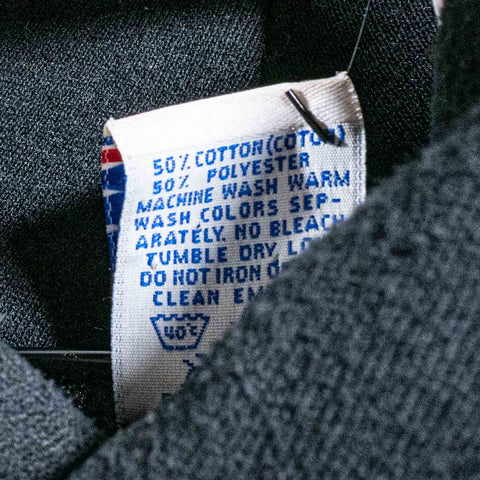 50% COTTON (COTON)
50% POLYESTER
MACHINE WASH WARM
WASH COLORS SEP-
ARATELY. NO BLEACH
TUMBLE DRY LO
DO NOT IRON
CLEAN EM
40°C